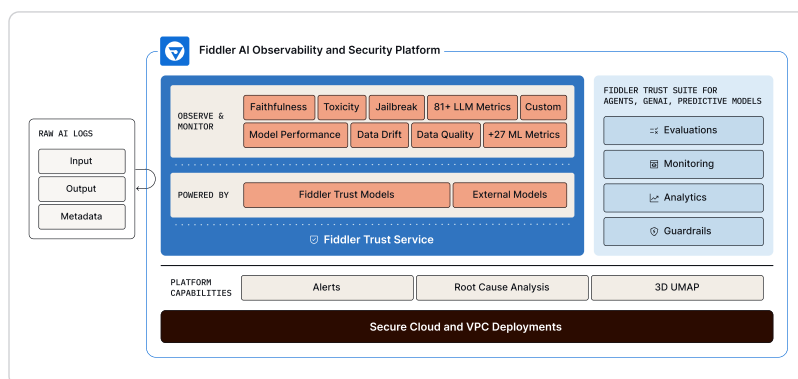 Fiddler AI Observability and Security Platform
RAW AI LOGS
Input
Output
Metadata
OBSERVE &
MONITOR
Faithfulness
Toxicity
Jailbreak
81+ LLM Metrics
Custom
Model Performance
Data Drift
Data Quality
+27 ML Metrics
POWERED BY
Fiddler Trust Models
External Models
Fiddler Trust Service
FIDDLER TRUST SUITE FOR
AGENTS, GENAI, PREDICTIVE MODELS
Evaluations
Monitoring
Analytics
Guardrails
PLATFORM
CAPABILITIES
Alerts
Root Cause Analysis
3D UMAP
Secure Cloud and VPC Deployments